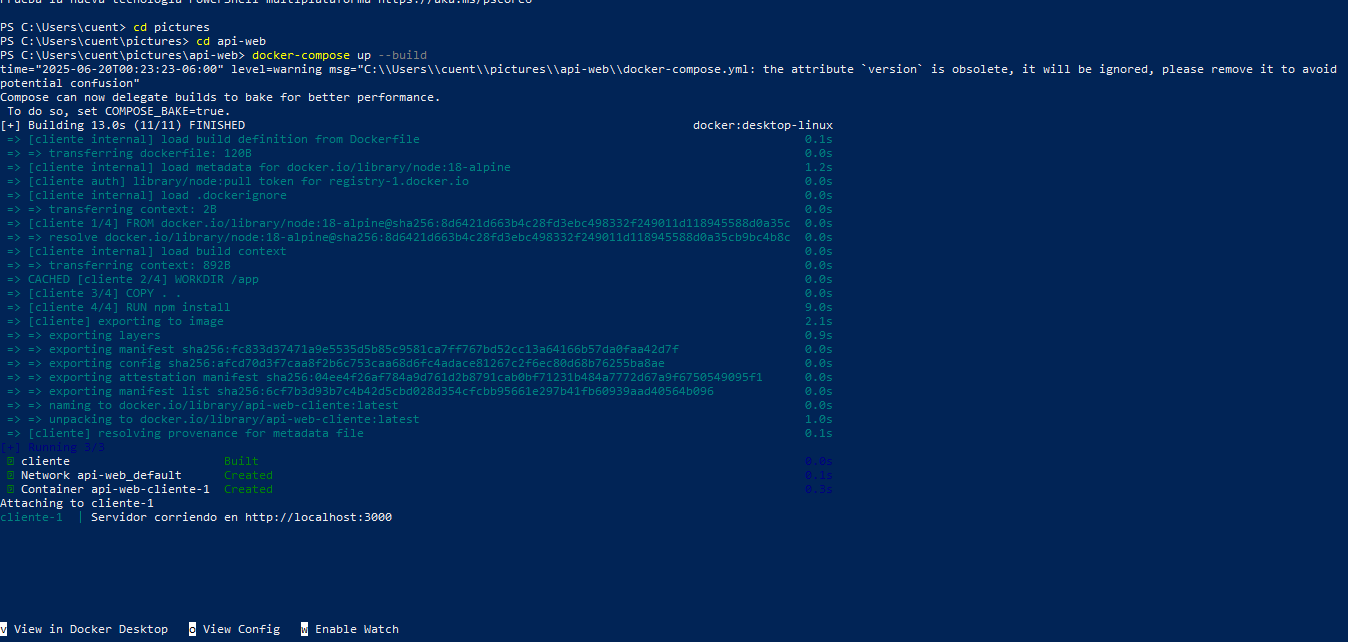 Prueba la nueva tecnología PowerShell multiplataforma https://aka.ms/pscore6
PS C:\Users\cuent> cd pictures
PS C:\Users\cuent\pictures> cd api-web
PS C:\Users\cuent\pictures\api-web> docker-compose up --build
time="2025-06-20T00:23:23-06:00" level=warning msg="C:\\Users\\cuent\\pictures\\api-web\\docker-compose.yml: the attribute `version` is obsolete, it will be ignored, please remove it to avoid
potential confusion"
Compose can now delegate builds to bake for better performance.
To do so, set COMPOSE_BAKE=true.
[+] Building 13.0s (11/11) FINISHED docker:desktop-linux
=> [cliente internal] load build definition from Dockerfile 0.1s
=> => transferring dockerfile: 120B 0.0s
=> [cliente internal] load metadata for docker.io/library/node:18-alpine 1.2s
=> [cliente auth] library/node:pull token for registry-1.docker.io 0.0s
=> [cliente internal] load .dockerignore 0.0s
=> => transferring context: 2B 0.0s
=> [cliente 1/4] FROM docker.io/library/node:18-alpine@sha256:8d6421d663b4c28fd3ebc498332f249011d118945588d0a35c 0.0s
=> => resolve docker.io/library/node:18-alpine@sha256:8d6421d663b4c28fd3ebc498332f249011d118945588d0a35cb9bc4b8c 0.0s
=> [cliente internal] load build context 0.0s
=> => transferring context: 892B 0.0s
=> CACHED [cliente 2/4] WORKDIR /app 0.0s
=> [cliente 3/4] COPY . . 0.0s
=> [cliente 4/4] RUN npm install 9.0s
=> [cliente] exporting to image 2.1s
=> => exporting layers 0.9s
=> => exporting manifest sha256:fc833d37471a9e5535d5b85c9581ca7ff767bd52cc13a64166b57da0faa42d7f 0.0s
=> => exporting config sha256:afcd70d3f7caa8f2b6c753caa68d6fc4adace81267c2f6ec80d68b76255ba8ae 0.0s
=> => exporting attestation manifest sha256:04ee4f26af784a9d761d2b8791cab0bf71231b484a7772d67a9f6750549095f1 0.0s
=> => exporting manifest list sha256:6cf7b3d93b7c4b42d5cbd028d354cfcbb95661e297b41fb60939aad40564b096 0.0s
=> => naming to docker.io/library/api-web-cliente:latest 0.0s
=> => unpacking to docker.io/library/api-web-cliente:latest 1.0s
=> [cliente] resolving provenance for metadata file 0.1s
[+] Running 3/3
cliente Built 0.0s
Network api-web_default Created 0.1s
Container api-web-cliente-1 Created 0.3s
Attaching to cliente-1
cliente-1 | Servidor corriendo en http://localhost:3000
v View in Docker Desktop o View Config w Enable Watch